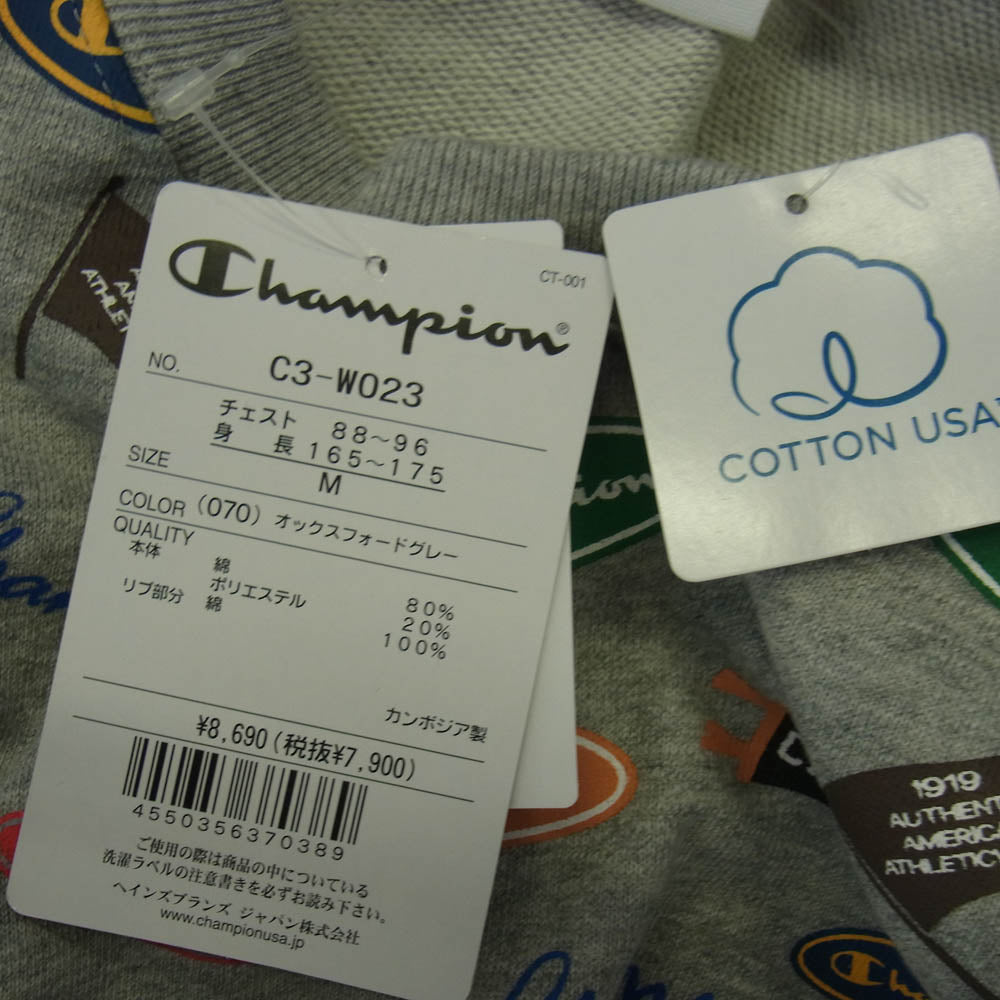 Champion®
CT-001
NO. C3-W023
チェスト 88～96
身長 165～175
SIZE M
COLOR (070) オックスフォードグレー
QUALITY
本体 綿 80%
ポリエステル 20%
リブ部分 綿 100%
カンボジア製
¥8,690(税抜¥7,900)
4550356370389
ご使用の際は商品の中についている
洗濯ラベルの注意書きを必ずお読み下さい。
ヘインズブランズ ジャパン株式会社
www.championusa.jp
COTTON USA
1919
AUTHENT
AMERICA
ATHLETIC
Cha